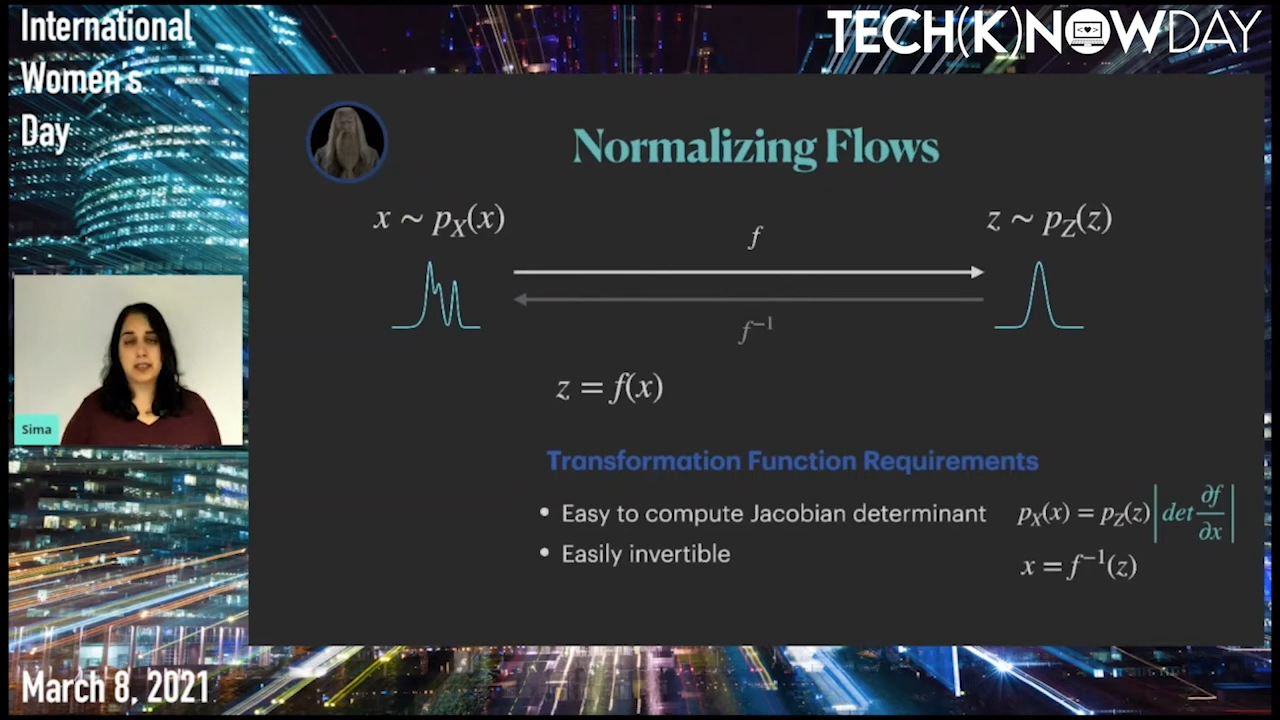 International
Women's
Day
TECH(K)NOWDAY
Normalizing Flows
x ~ pX(x)
z ~ pZ(z)
f
f⁻¹
z = f(x)
Sima
Transformation Function Requirements
• Easy to compute Jacobian determinant
pX(x) = pZ(z)|det ∂f/∂x|
• Easily invertible
x = f⁻¹(z)
March 8, 2021